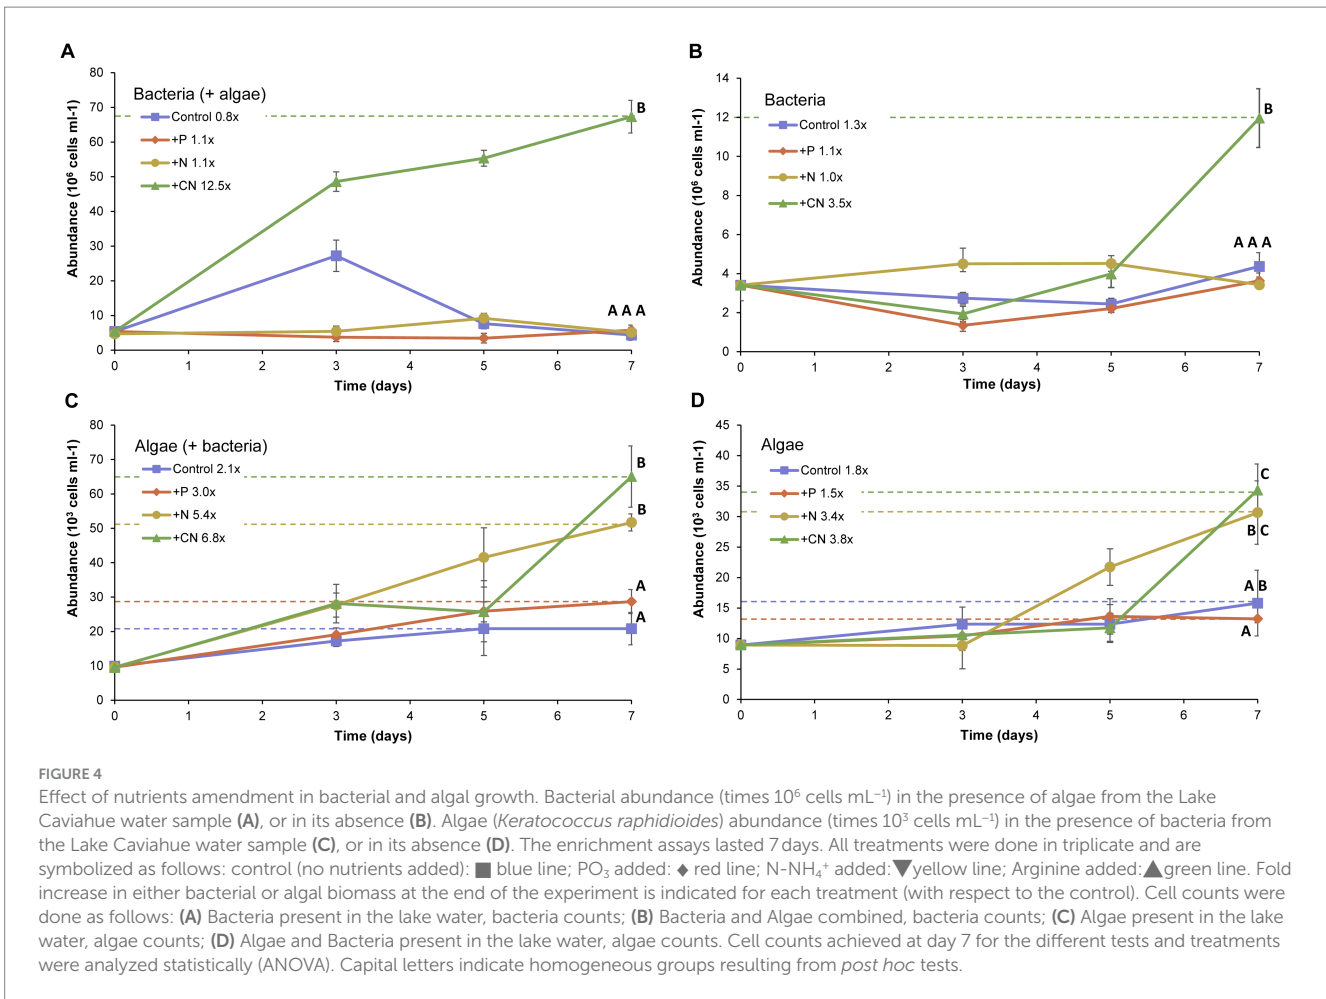 A
Bacteria (+ algae)
Control 0.8x
+P 1.1x
+N 1.1x
+CN 12.5x
Abundance (10⁶ cells ml-1)
80
70
60
50
40
30
20
10
0
0 1 2 3 4 5 6 7
Time (days)
B
A A A
B
Bacteria
Control 1.3x
+P 1.1x
+N 1.0x
+CN 3.5x
Abundance (10⁶ cells ml-1)
14
12
10
8
6
4
2
0
0 1 2 3 4 5 6 7
Time (days)
B
A A A
C
Algae (+ bacteria)
Control 2.1x
+P 3.0x
+N 5.4x
+CN 6.8x
Abundance (10³ cells ml-1)
80
70
60
50
40
30
20
10
0
0 1 2 3 4 5 6 7
Time (days)
B
B
A
A
D
Algae
Control 1.8x
+P 1.5x
+N 3.4x
+CN 3.8x
Abundance (10³ cells ml-1)
45
40
35
30
25
20
15
10
5
0
0 1 2 3 4 5 6 7
Time (days)
C
B C
A B
A
FIGURE 4
Effect of nutrients amendment in bacterial and algal growth. Bacterial abundance (times 10⁶ cells mL⁻¹) in the presence of algae from the Lake
Caviahue water sample (A), or in its absence (B). Algae (Keratococcus raphidioides) abundance (times 10³ cells mL⁻¹) in the presence of bacteria from
the Lake Caviahue water sample (C), or in its absence (D). The enrichment assays lasted 7 days. All treatments were done in triplicate and are
symbolized as follows: control (no nutrients added): ■ blue line; PO₃ added: ♦ red line; N-NH₄⁺ added:▼yellow line; Arginine added:▲green line. Fold
increase in either bacterial or algal biomass at the end of the experiment is indicated for each treatment (with respect to the control). Cell counts were
done as follows: (A) Bacteria present in the lake water, bacteria counts; (B) Bacteria and Algae combined, bacteria counts; (C) Algae present in the lake
water, algae counts; (D) Algae and Bacteria present in the lake water, algae counts. Cell counts achieved at day 7 for the different tests and treatments
were analyzed statistically (ANOVA). Capital letters indicate homogeneous groups resulting from post hoc tests.